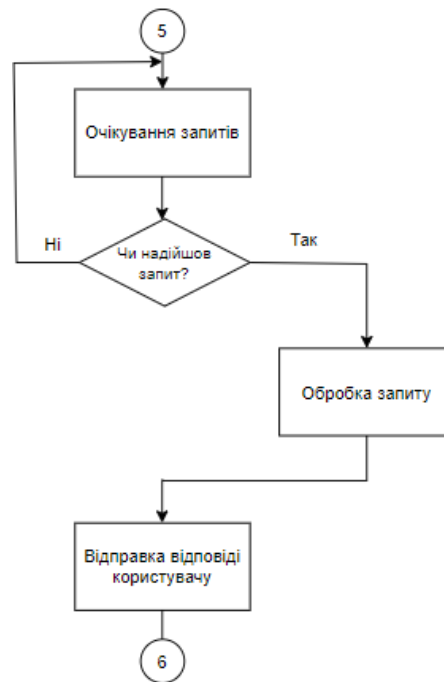 5
Очікування запитів
Ні
Чи надійшов
запит?
Так
Обробка запиту
Відправка відповіді
користувачу
6